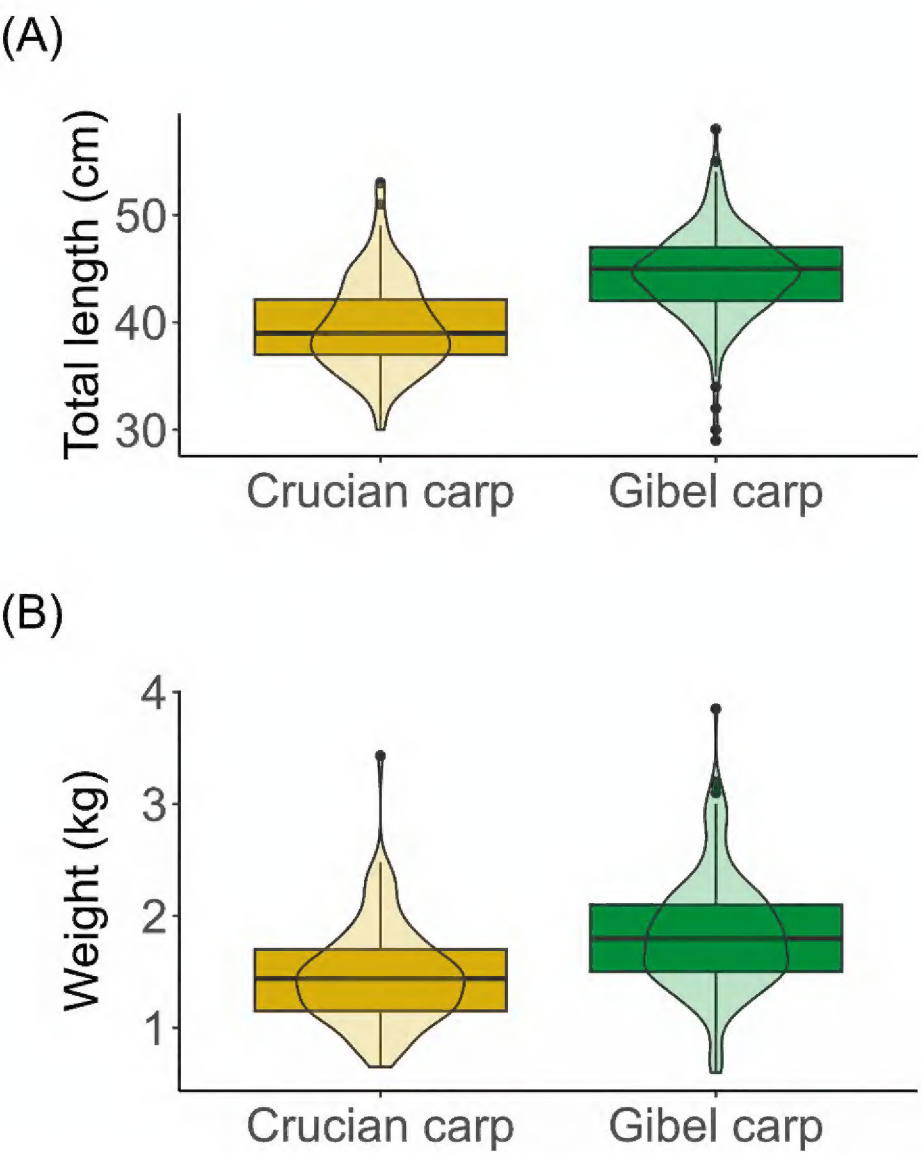 (A)
Total length (cm)
50
40
30
Crucian carp Gibel carp
(B)
Weight (kg)
4
3
2
1
Crucian carp Gibel carp